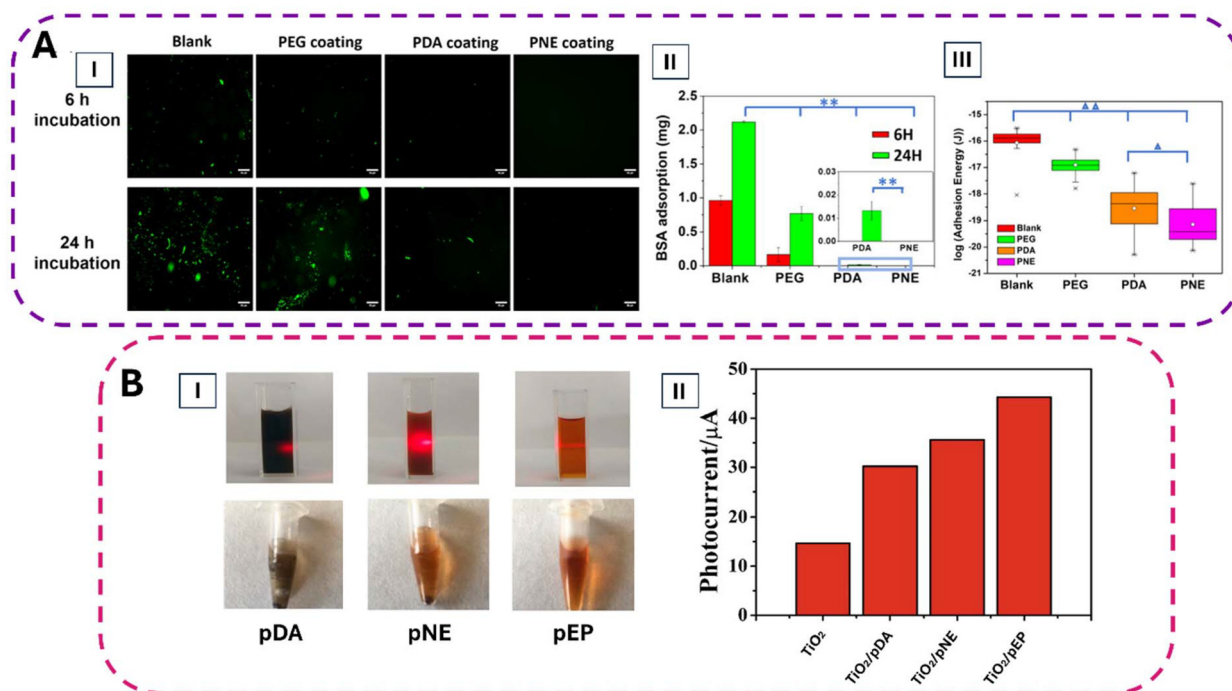 A
I
Blank PEG coating PDA coating PNE coating
6 h
incubation
24 h
incubation
II
BSA adsorption (mg)
2.5
2.0
1.5
1.0
0.5
0.0
**
6H
24H
0.03
0.02
0.01
0.00
**
PDA PNE
Blank PEG PDA PNE
III
log (Adhesion Energy (J))
-15
-16
-17
-18
-19
-20
-21
▲▲
▲
Blank
PEG
PDA
PNE
Blank PEG PDA PNE
B
I
pDA pNE pEP
II
Photocurrent/μA
50
40
30
20
10
0
TiO₂
TiO₂/pDA
TiO₂/pNE
TiO₂/pEP